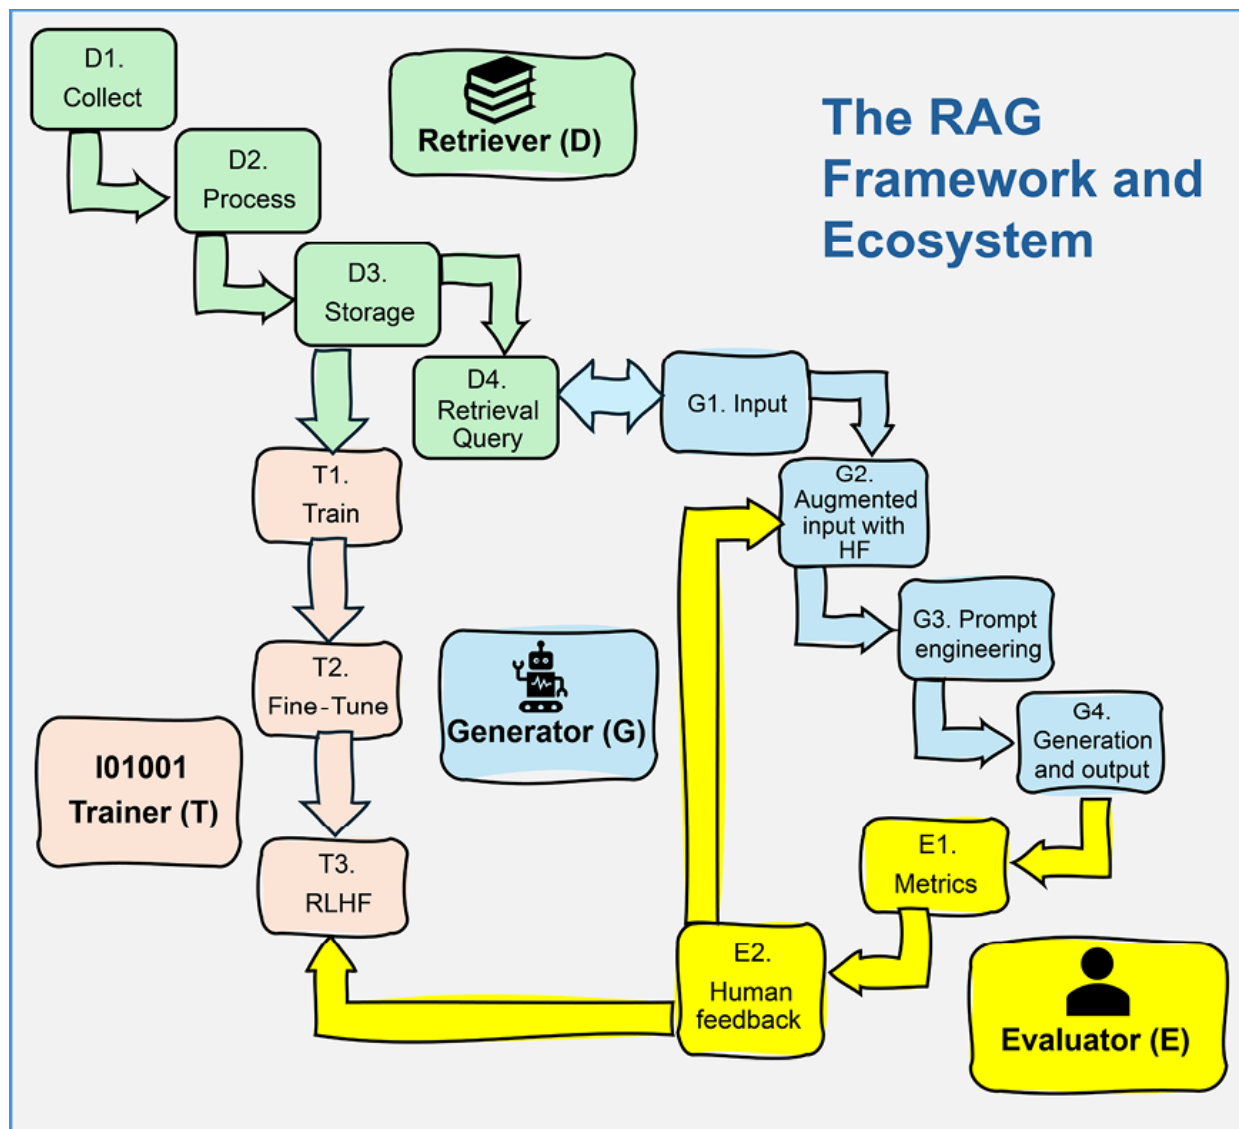 D1.
Collect
Retriever (D)
The RAG
Framework and
Ecosystem
D2.
Process
D3.
Storage
D4.
Retrieval
Query
G1. Input
G2.
Augmented
input with
HF
T1.
Train
G3. Prompt
engineering
T2.
Fine-Tune
Generator (G)
G4.
Generation
and output
I01001
Trainer (T)
T3.
RLHF
E1.
Metrics
E2.
Human
feedback
Evaluator (E)